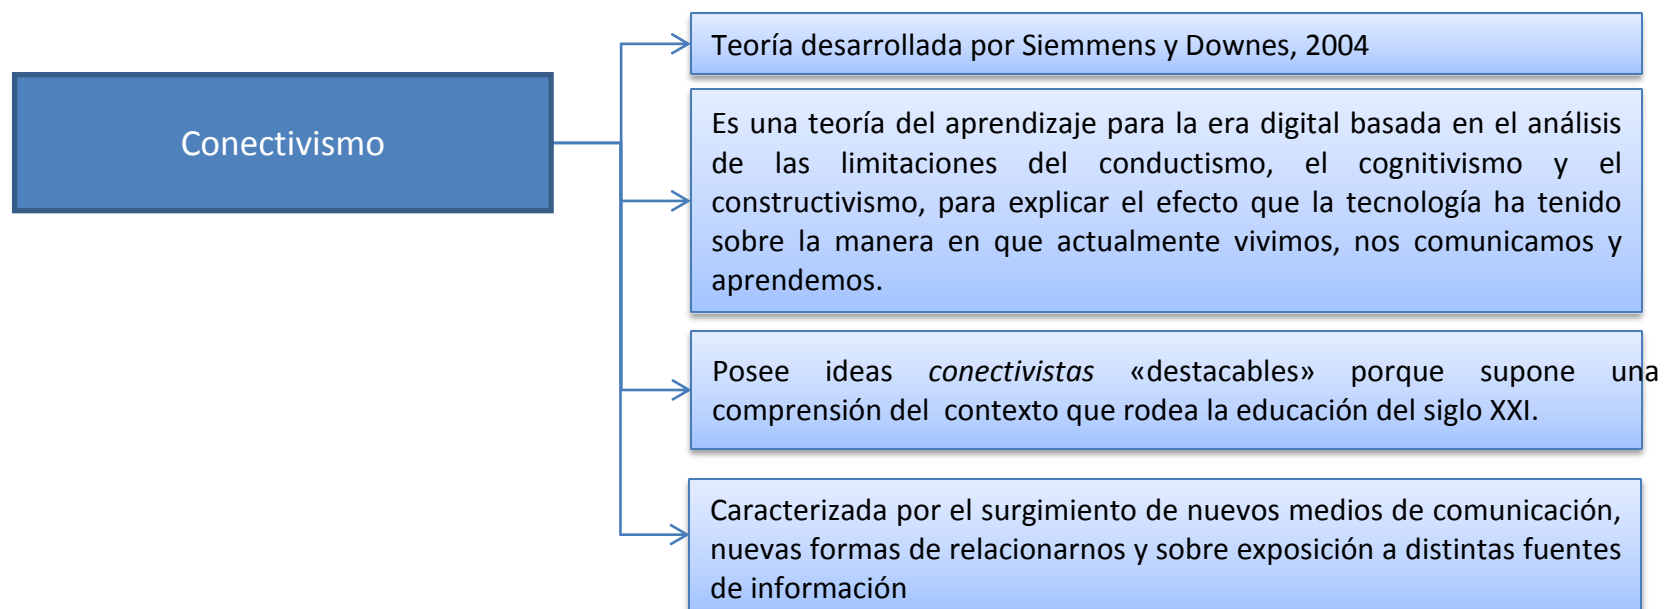 Teoría desarrollada por Siemmens y Downes, 2004
Conectivismo
Es una teoría del aprendizaje para la era digital basada en el análisis
de las limitaciones del conductismo, el cognitivismo y el
constructivismo, para explicar el efecto que la tecnología ha tenido
sobre la manera en que actualmente vivimos, nos comunicamos y
aprendemos.
Posee ideas conectivistas «destacables» porque supone una
comprensión del contexto que rodea la educación del siglo XXI.
Caracterizada por el surgimiento de nuevos medios de comunicación,
nuevas formas de relacionarnos y sobre exposición a distintas fuentes
de información